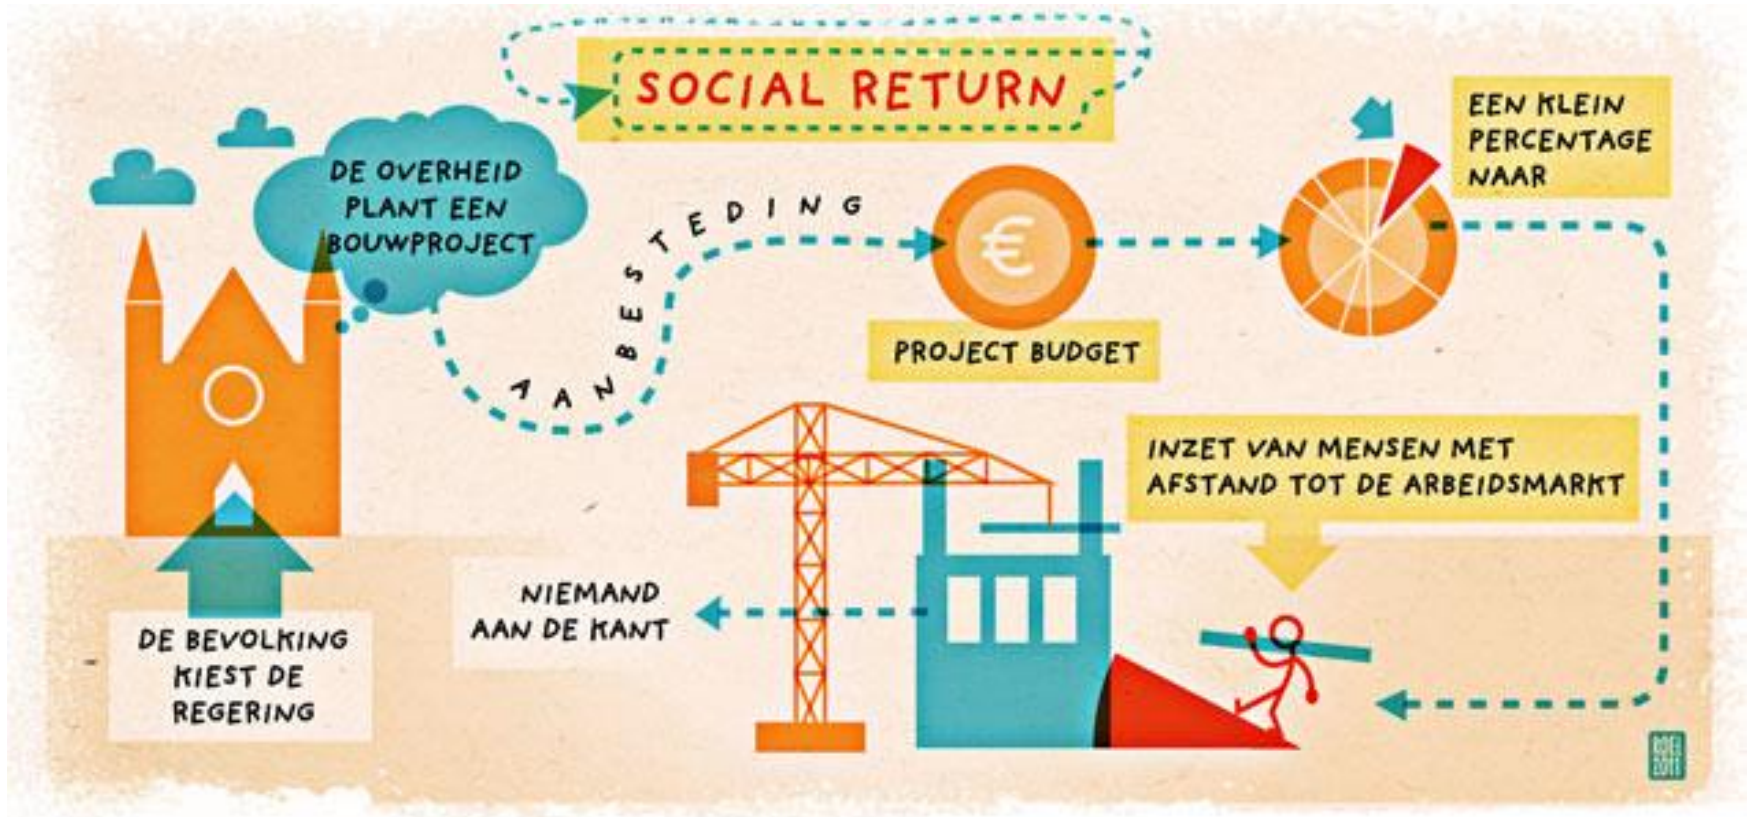 SOCIAL RETURN
DE OVERHEID
PLANT EEN
BOUWPROJECT
AANBESTEDING
€
PROJECT BUDGET
EEN KLEIN
PERCENTAGE
NAAR
INZET VAN MENSEN MET
AFSTAND TOT DE ARBEIDSMARKT
NIEMAND
AAN DE KANT
DE BEVOLKING
KIEST DE
REGERING
ROEL